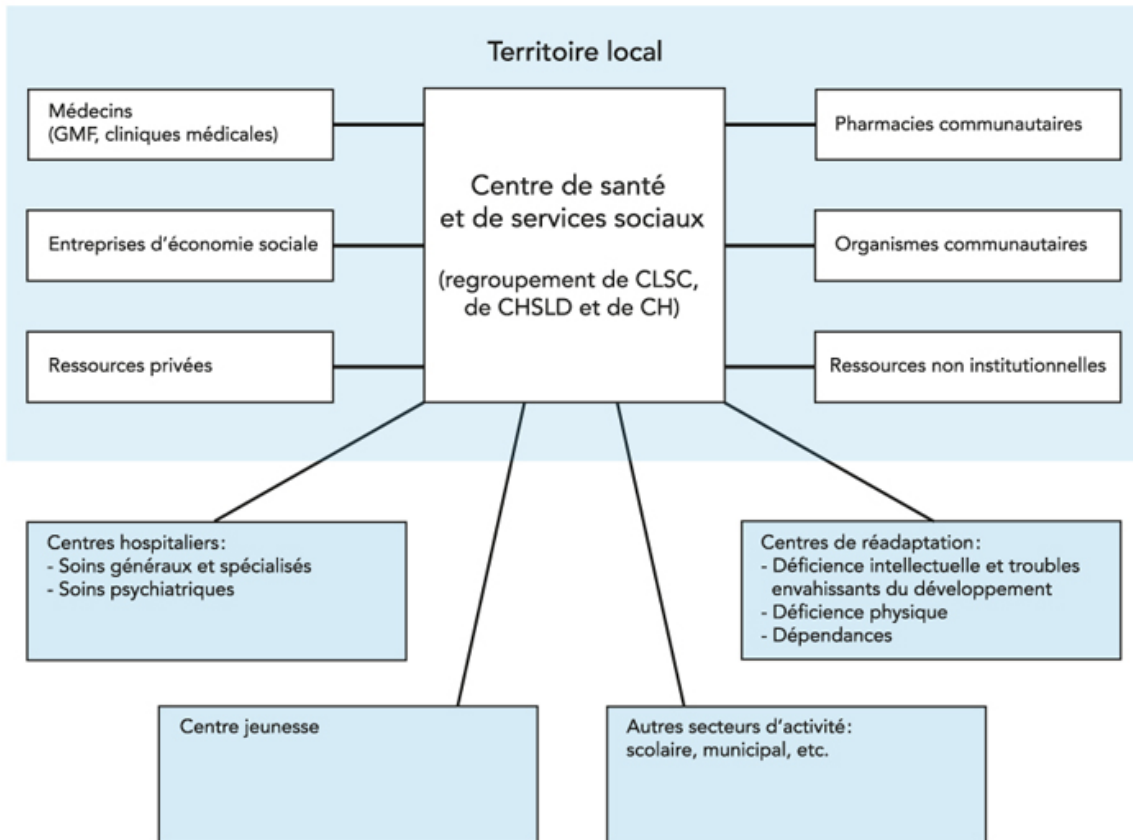 Territoire local
Médecins
(GMF, cliniques médicales)
Entreprises d'économie sociale
Ressources privées
Centre de santé
et de services sociaux
(regroupement de CLSC,
de CHSLD et de CH)
Pharmacies communautaires
Organismes communautaires
Ressources non institutionnelles
Centres hospitaliers:
- Soins généraux et spécialisés
- Soins psychiatriques
Centres de réadaptation:
- Déficience intellectuelle et troubles
envahissants du développement
- Déficience physique
- Dépendances
Centre jeunesse
Autres secteurs d'activité:
scolaire, municipal, etc.